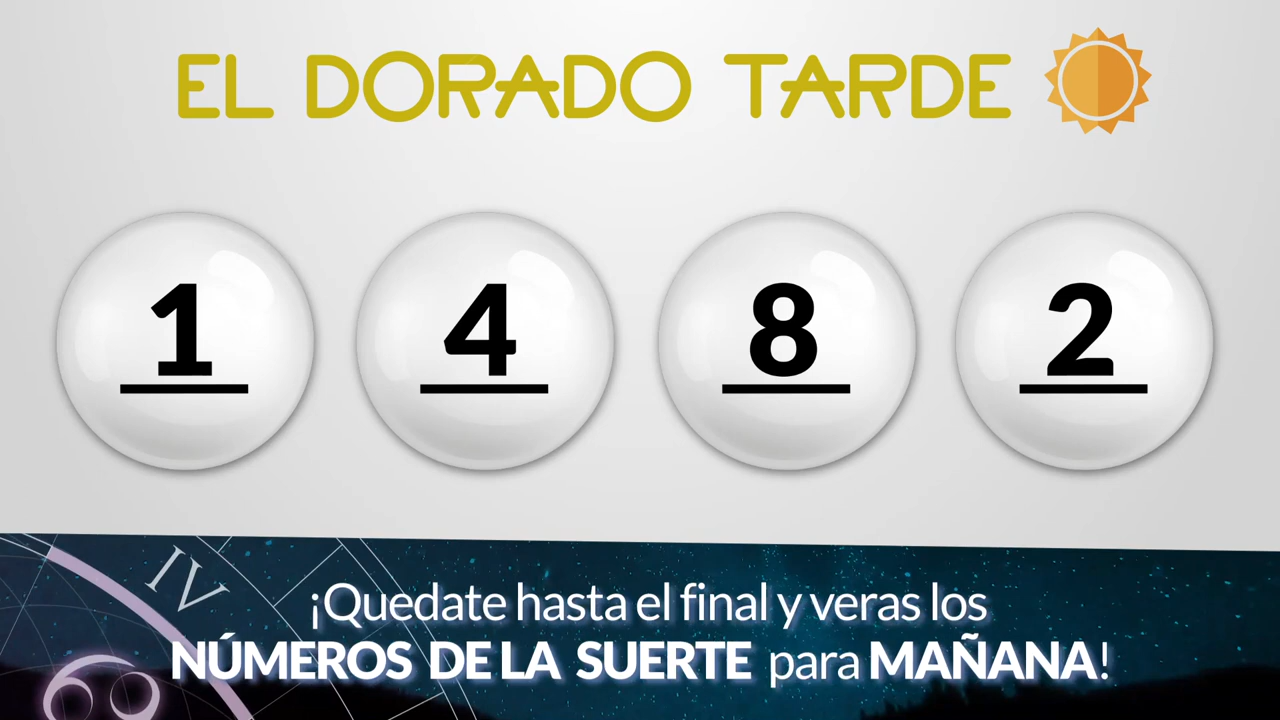 EL DORADO TARDE
1 4 8 2
IV
¡Quedate hasta el final y veras los
NÚMEROS DE LA SUERTE para MAÑANA!